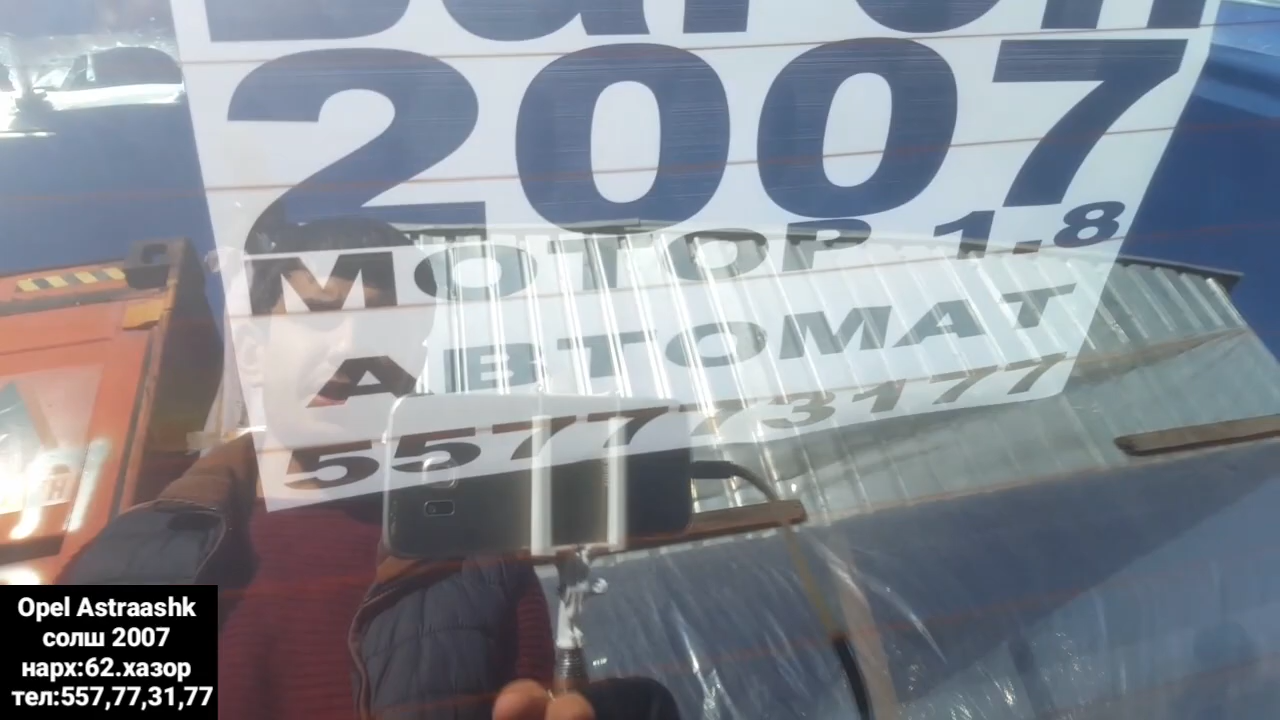 2007
МОТОР 1.8
АВТОМАТ
557773177
Opel Astraashk
солш 2007
нарх:62.хазор
тел:557,77,31,77